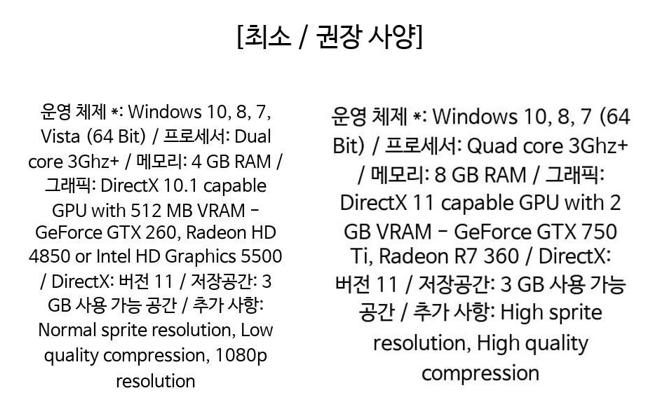 [최소 / 권장 사양]
운영 체제 *: Windows 10, 8, 7,
Vista (64 Bit) / 프로세서: Dual
core 3Ghz+ / 메모리: 4 GB RAM /
그래픽: DirectX 10.1 capable
GPU with 512 MB VRAM -
GeForce GTX 260, Radeon HD
4850 or Intel HD Graphics 5500
/ DirectX: 버전 11 / 저장공간: 3
GB 사용 가능 공간 / 추가 사항:
Normal sprite resolution, Low
quality compression, 1080p
resolution
운영 체제 *: Windows 10, 8, 7 (64
Bit) / 프로세서: Quad core 3Ghz+
/ 메모리: 8 GB RAM / 그래픽:
DirectX 11 capable GPU with 2
GB VRAM - GeForce GTX 750
Ti, Radeon R7 360 / DirectX:
버전 11 / 저장공간: 3 GB 사용 가능
공간 / 추가 사항: High sprite
resolution, High quality
compression